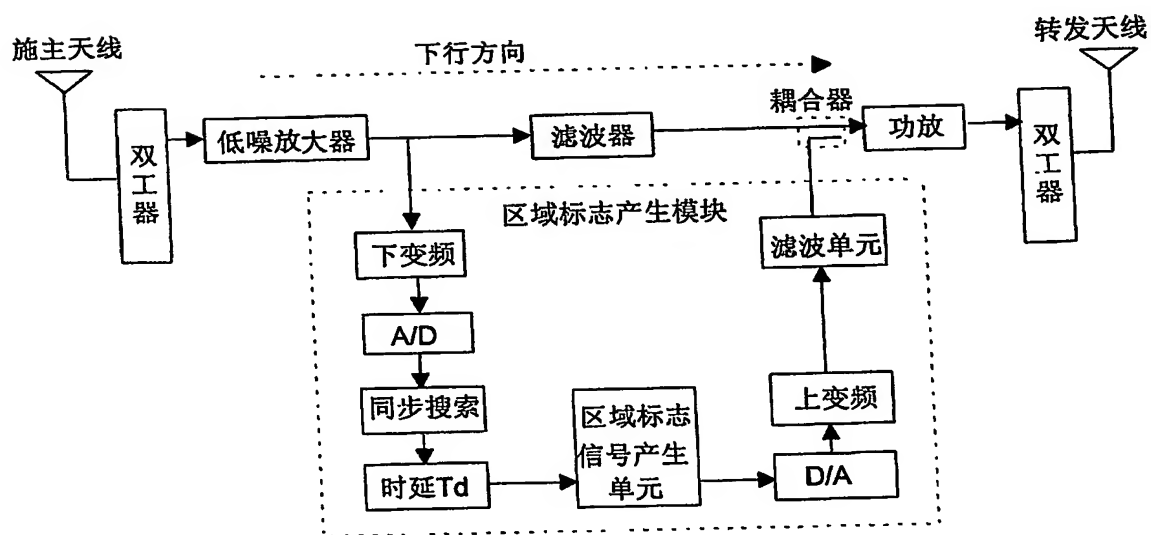 施主天线
下行方向
转发天线
双工器
低噪放大器
滤波器
耦合器
功放
双工器
区域标志产生模块
下变频
滤波单元
A/D
同步搜索
区域标志
信号产生
单元
上变频
时延Td
D/A